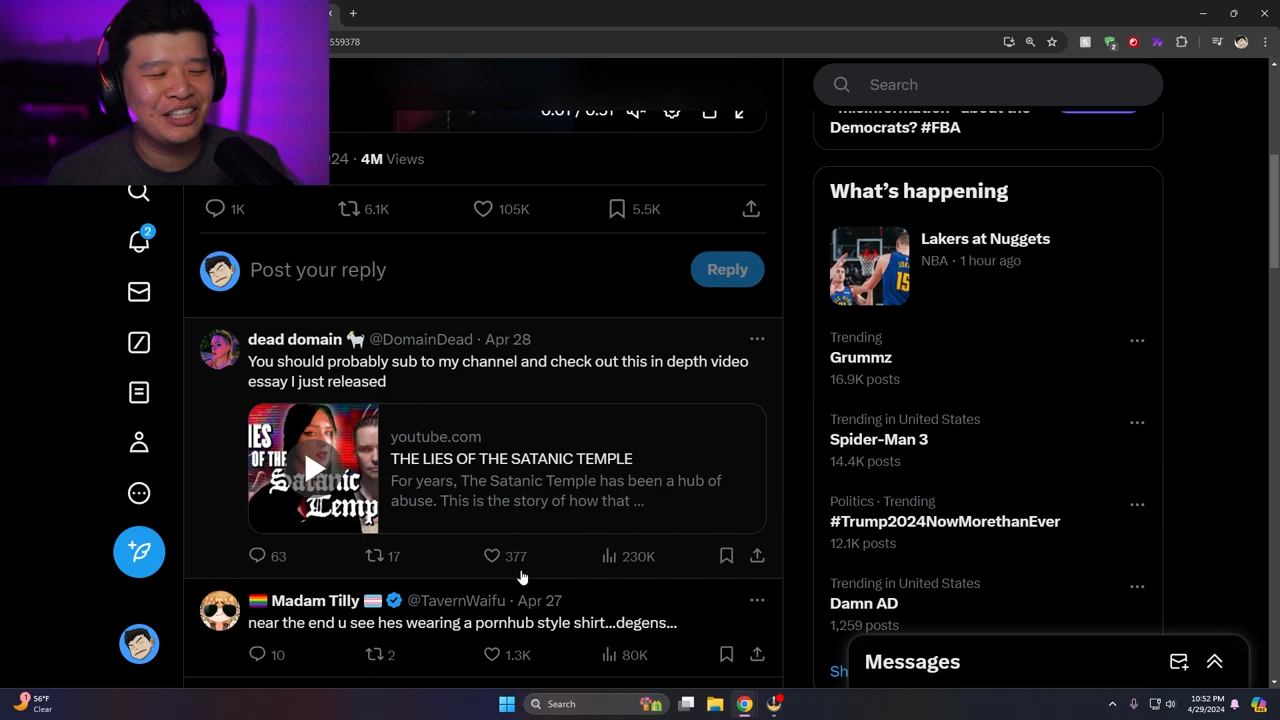 559378
Search
Democrats? #FBA
24 · 4M Views
1K
6.1K
105K
5.5K
Post your reply
Reply
dead domain @DomainDead · Apr 28
You should probably sub to my channel and check out this in depth video
essay I just released
IES
OF THE
Satanic
Temp
youtube.com
THE LIES OF THE SATANIC TEMPLE
For years, The Satanic Temple has been a hub of
abuse. This is the story of how that ...
63
17
377
230K
Madam Tilly @TavernWaifu · Apr 27
near the end u see hes wearing a pornhub style shirt...degens...
10
2
1.3K
80K
2
What's happening
Lakers at Nuggets
NBA · 1 hour ago
15
Trending
Grummz
16.9K posts
Trending in United States
Spider-Man 3
14.4K posts
Politics · Trending
#Trump2024NowMorethanEver
12.1K posts
Trending in United States
Damn AD
1,259 posts
Sh
Messages
1
56°F
Clear
Search
10:52 PM
4/29/2024